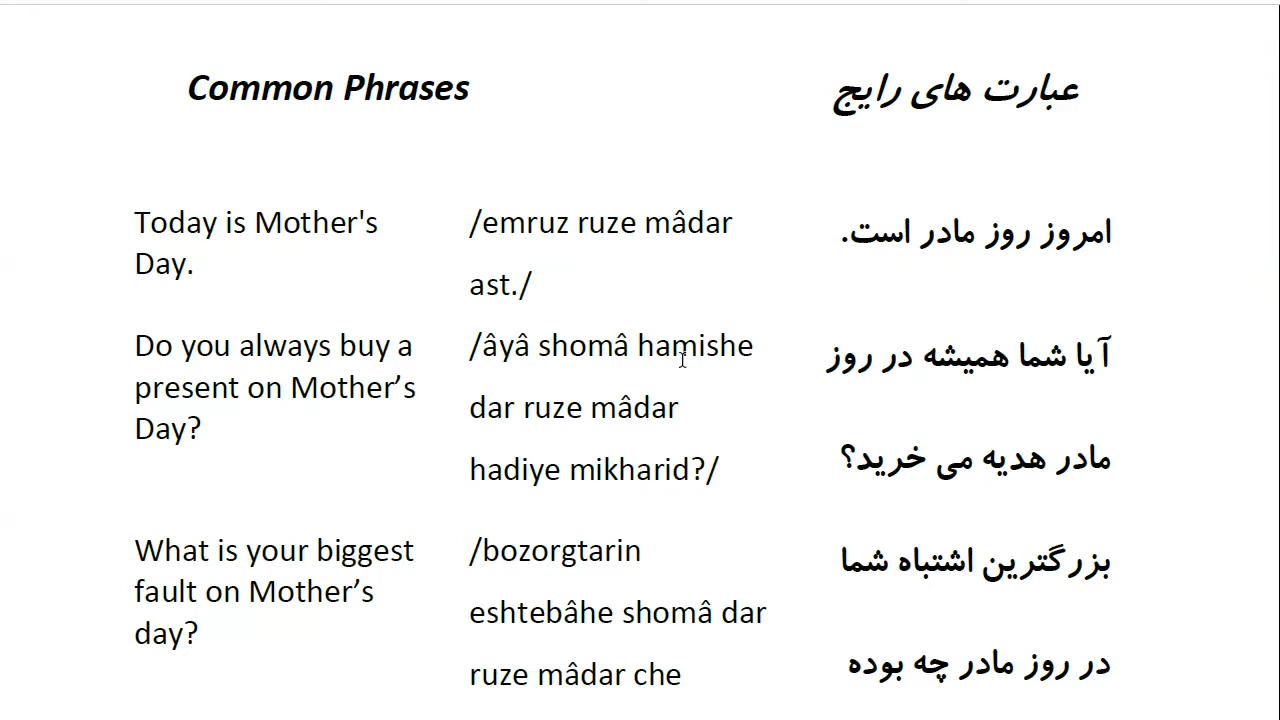 Common Phrases
عبارت های رایج
Today is Mother's
Day.
/emruz ruze mâdar
ast./
امروز روز مادر است.
Do you always buy a
present on Mother’s
Day?
/âyâ shomâ hamishe
dar ruze mâdar
hadiye mikharid?/
آیا شما همیشه در روز
مادر هدیه می خرید؟
What is your biggest
fault on Mother’s
day?
/bozorgtarin
eshtebâhe shomâ dar
ruze mâdar che
بزرگترین اشتباه شما
در روز مادر چه بوده